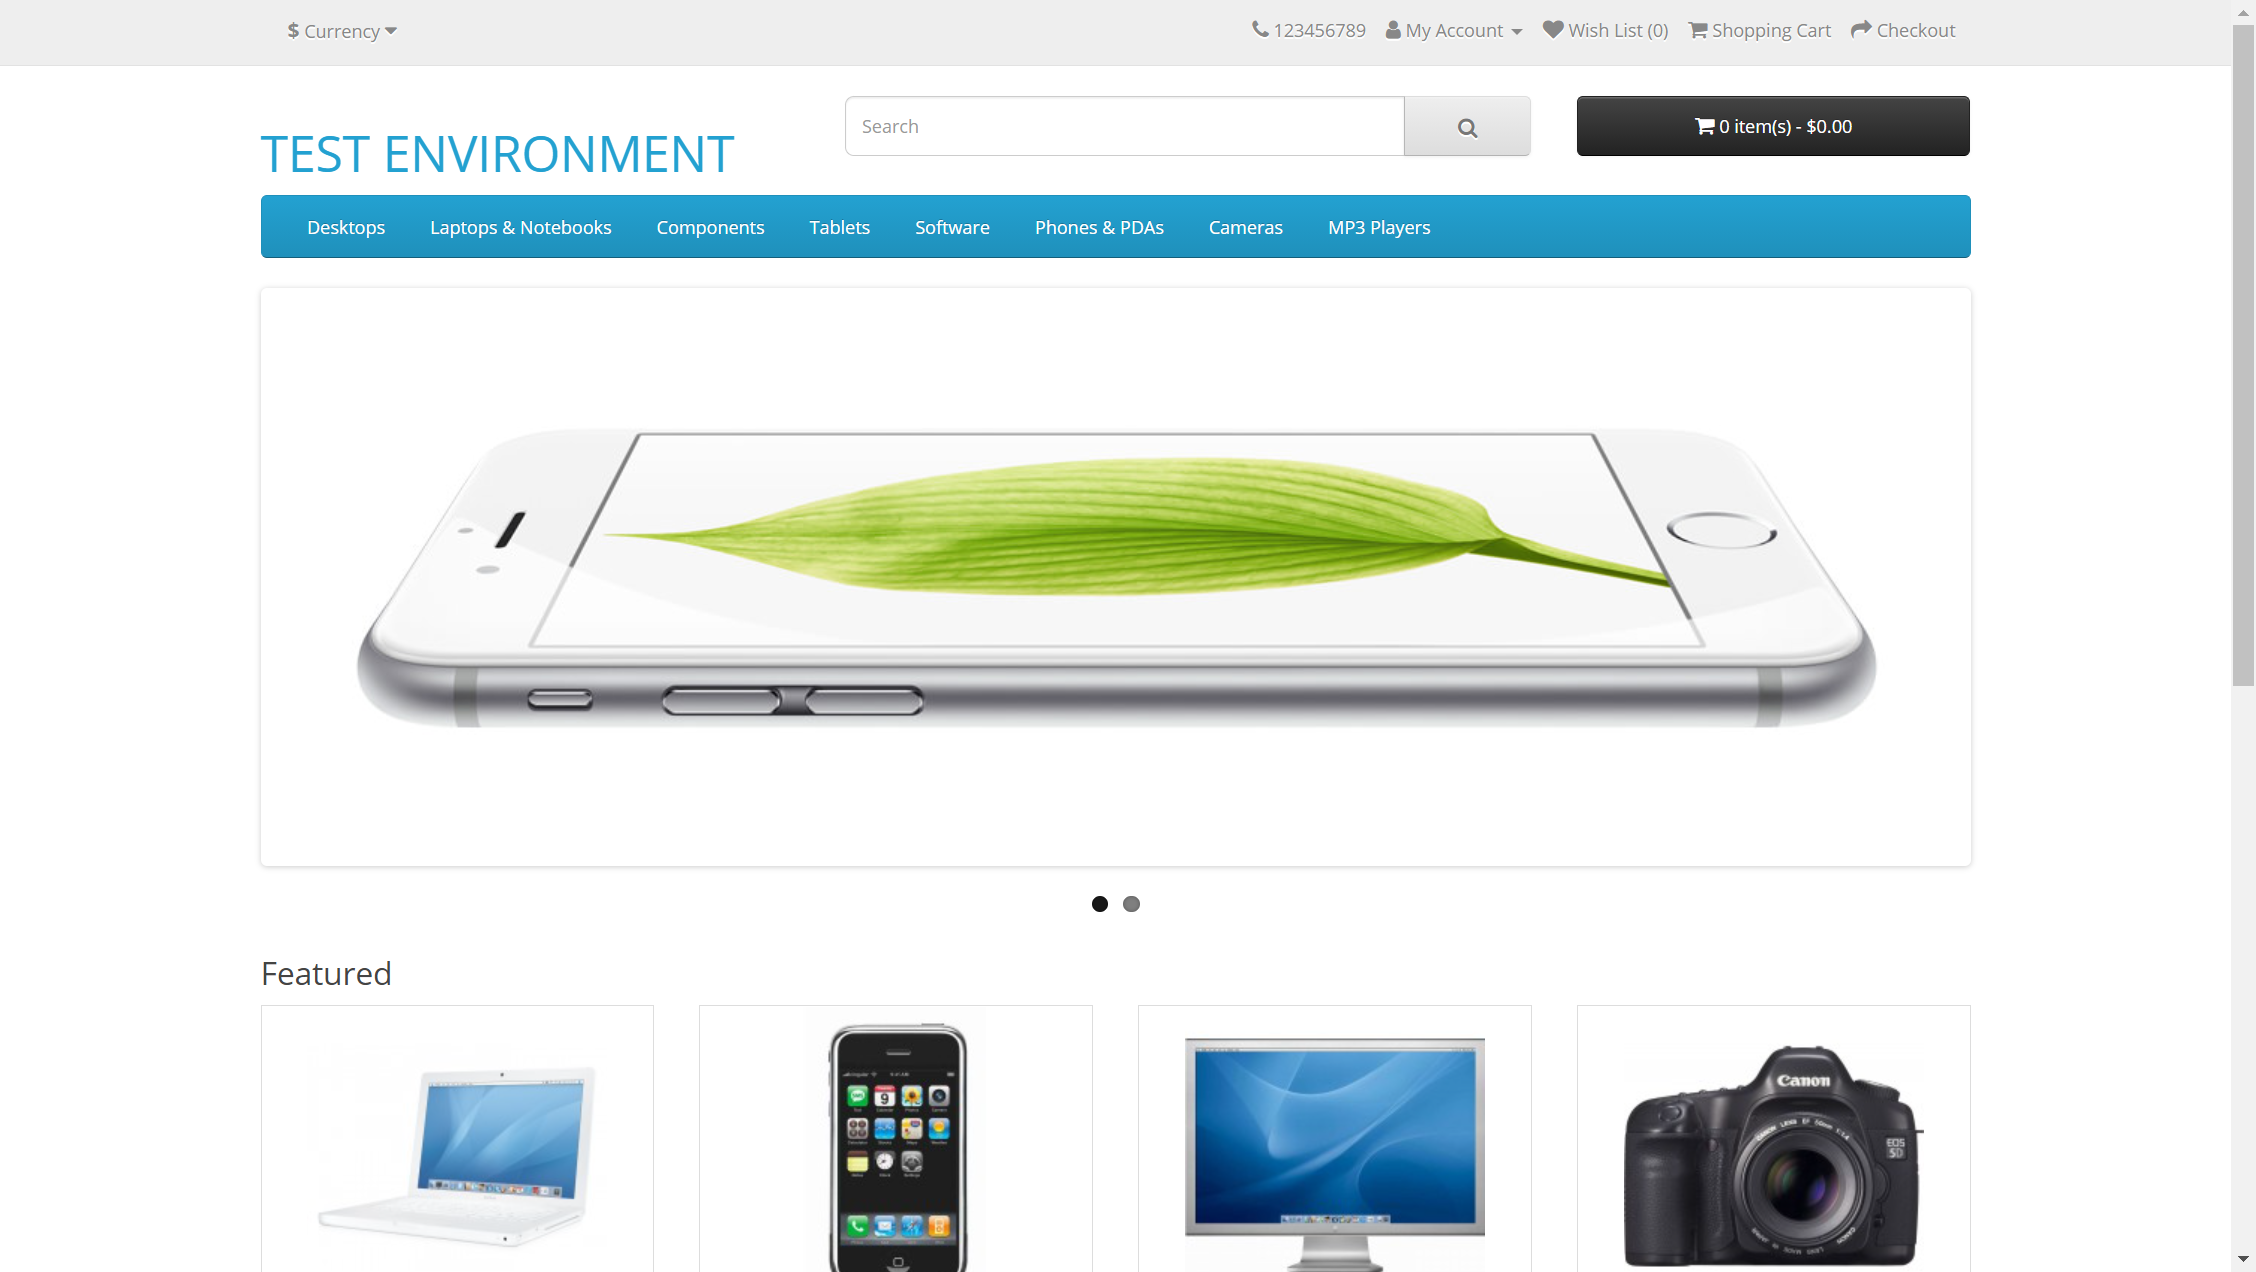 $ Currency
123456789 My Account Wish List (0) Shopping Cart Checkout
TEST ENVIRONMENT
Search
0 item(s) - $0.00
Desktops Laptops & Notebooks Components Tablets Software Phones & PDAs Cameras MP3 Players
Featured
9
Canon
EOS
5D